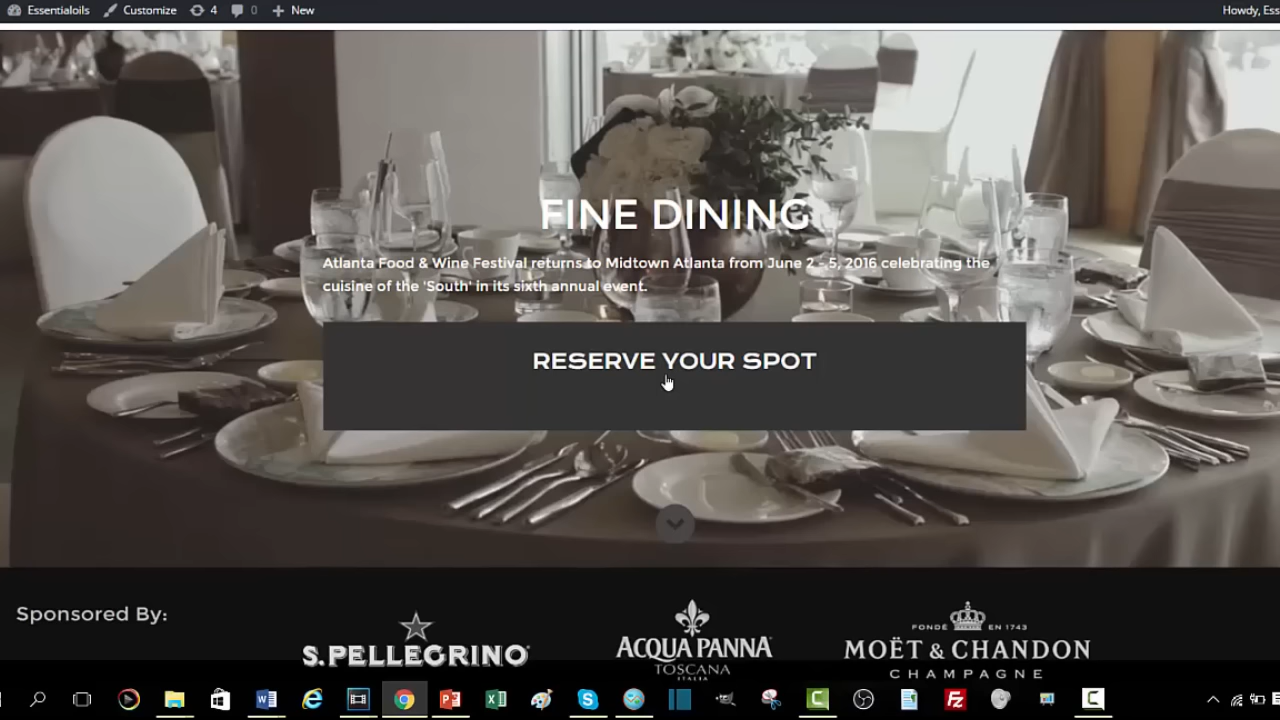 Essentialoils Customize 4 0 New Howdy, Ess
FINE DINING
Atlanta Food & Wine Festival returns to Midtown Atlanta from June 2 - 5, 2016 celebrating the
cuisine of the 'South' in its sixth annual event.
RESERVE YOUR SPOT
Sponsored By:
S.PELLEGRINO
ACQUA PANNA
TOSCANA
ITALIA
FONDÉ EN 1743
MOËT & CHANDON
CHAMPAGNE